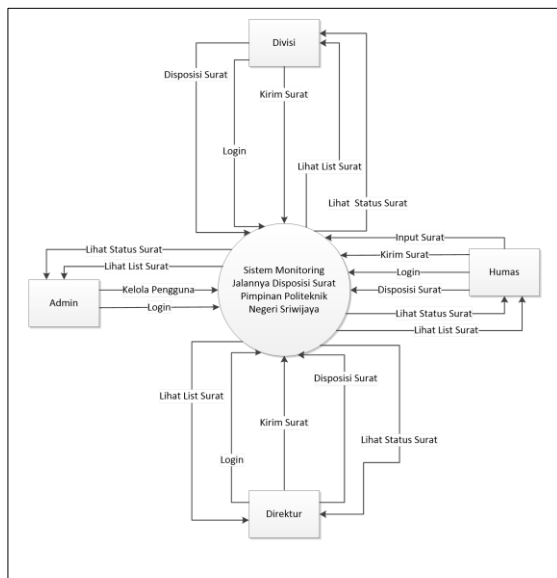 Divisi
Disposisi Surat
Kirim Surat
Login
Lihat List Surat
Lihat  Status Surat
Input Surat
Kirim Surat
Login
Disposisi Surat
Humas
Lihat Status Surat
Lihat List Surat
Lihat Status Surat
Lihat List Surat
Admin
Kelola Pengguna
Login
Sistem Monitoring
Jalannya Disposisi Surat
Pimpinan Politeknik
Negeri Sriwijaya
Lihat List Surat
Login
Kirim Surat
Disposisi Surat
Lihat Status Surat
Direktur